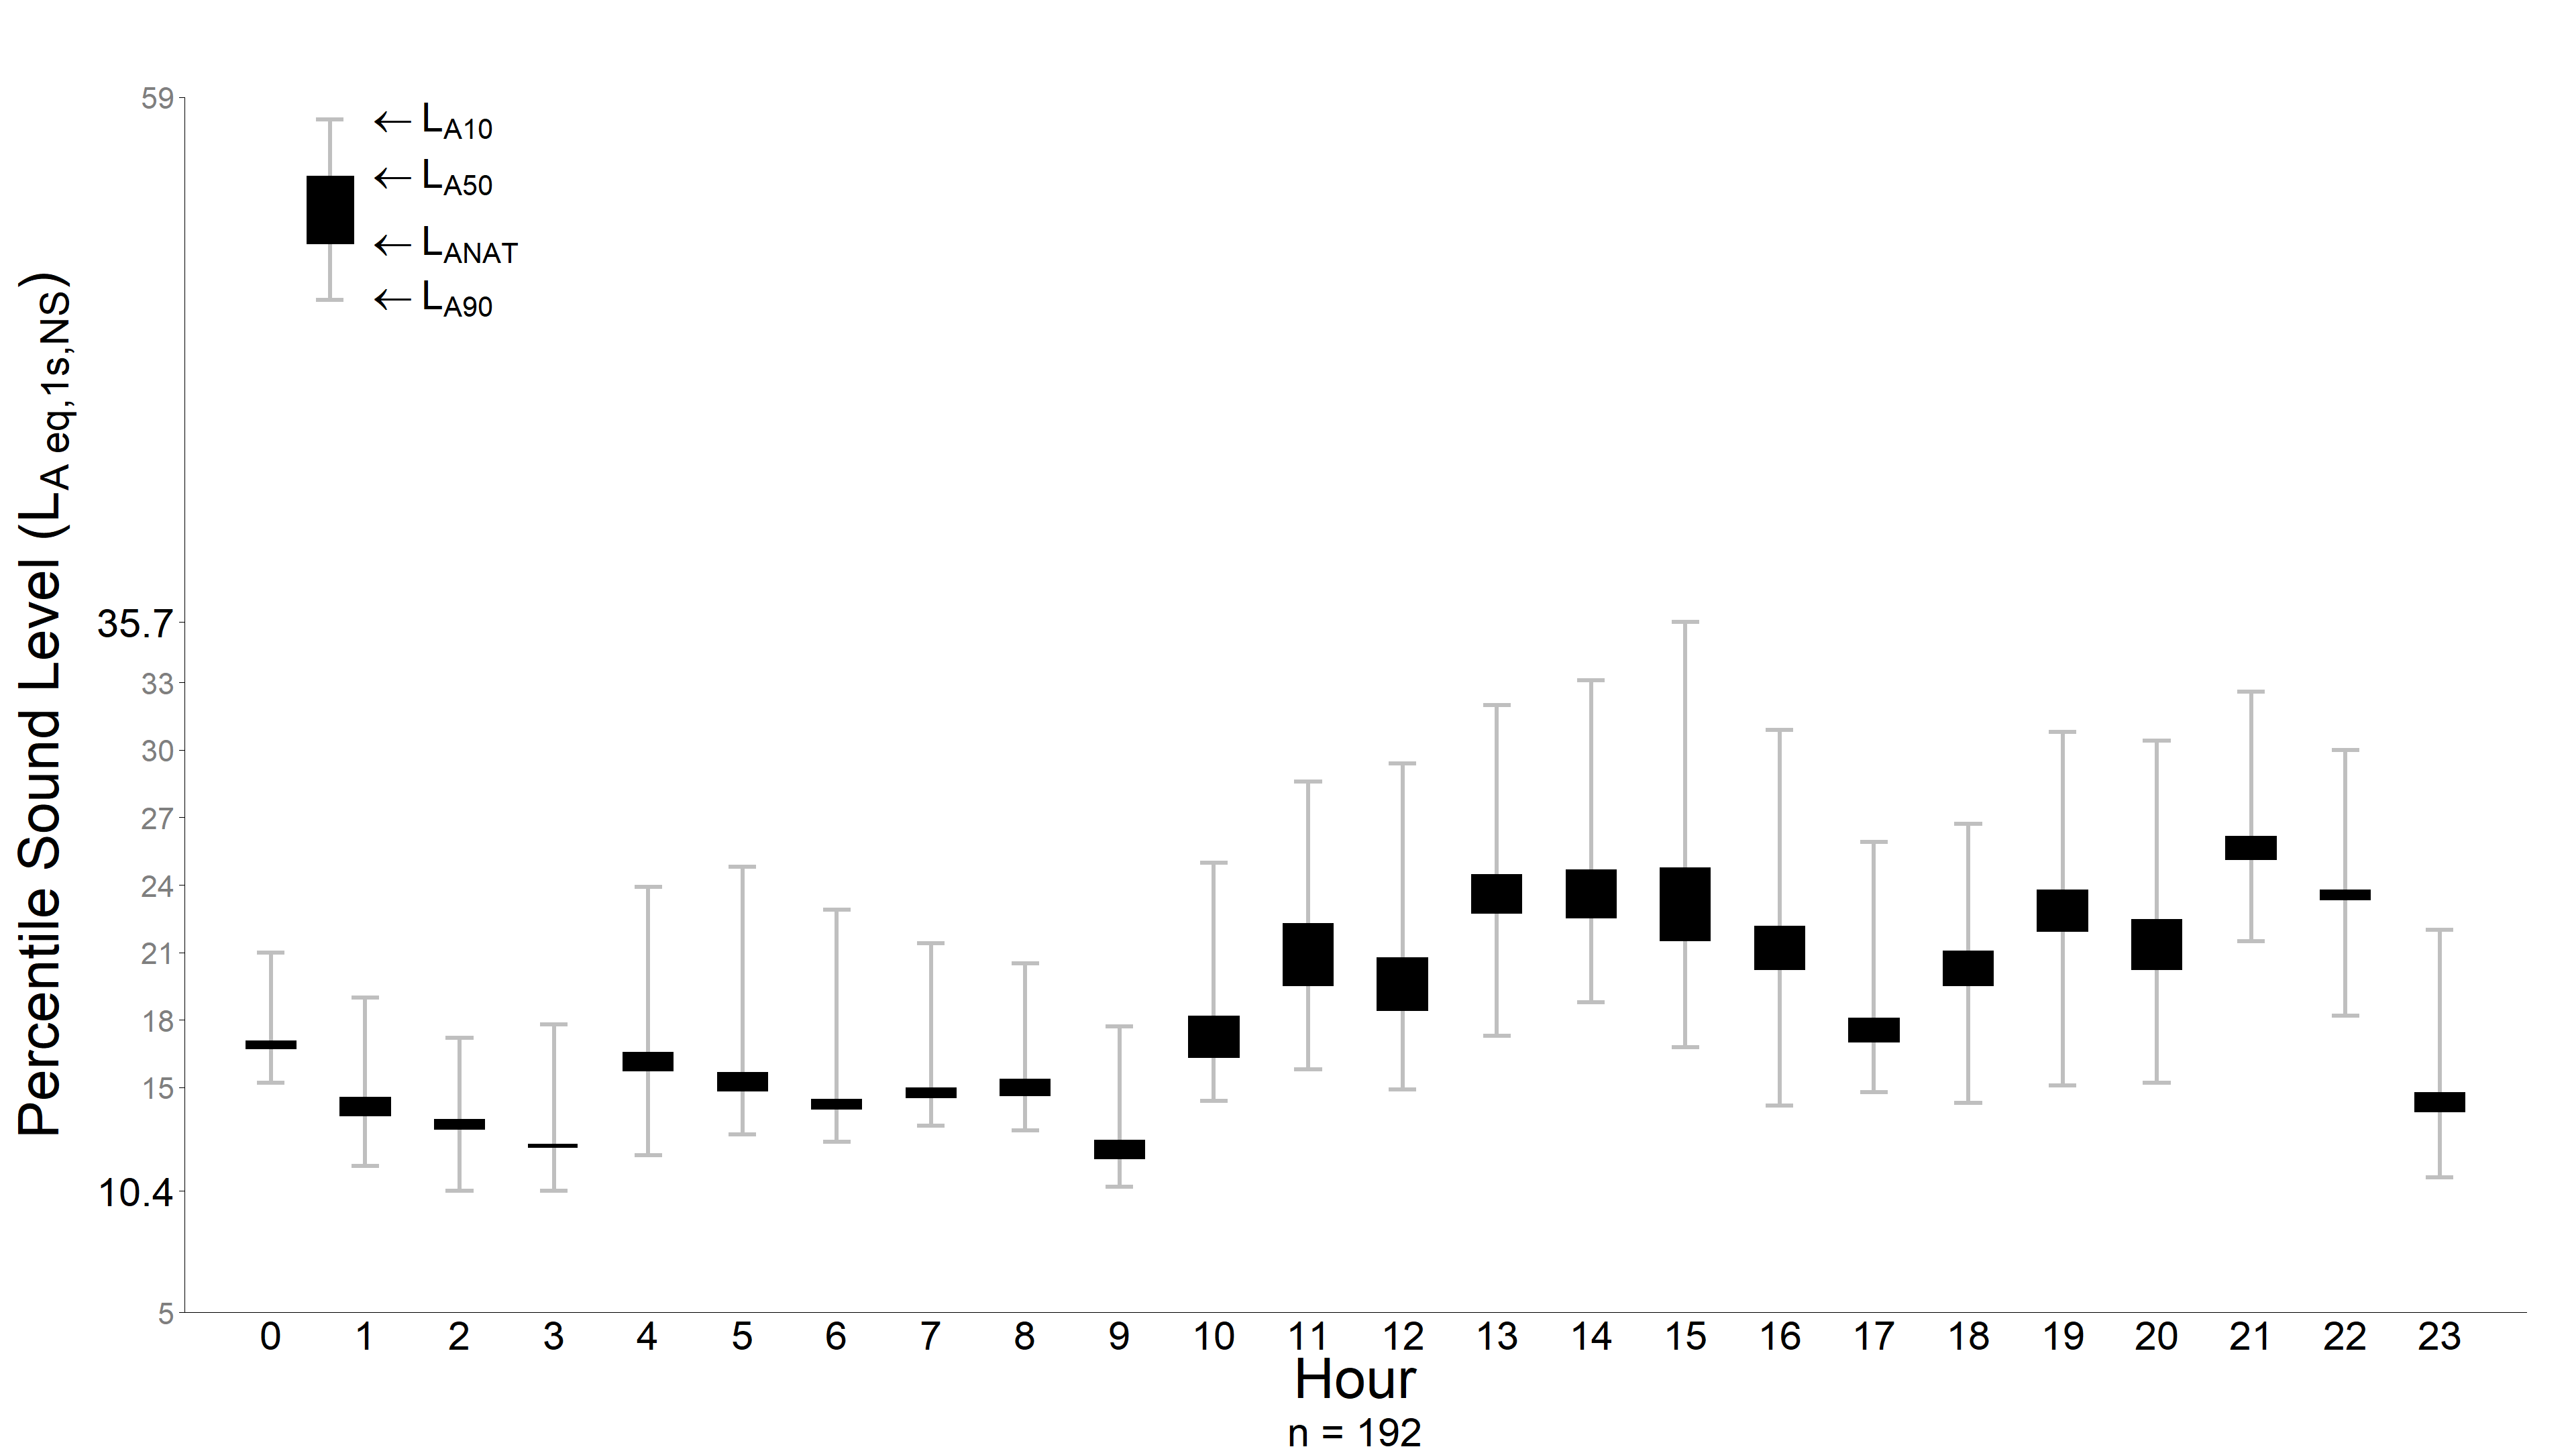 59
← LA10
← LA50
← LANAT
← LA90
Percentile Sound Level (LA eq,1s,NS)
35.7
33
30
27
24
21
18
15
10.4
5
0 1 2 3 4 5 6 7 8 9 10 11 12 13 14 15 16 17 18 19 20 21 22 23
Hour
n = 192